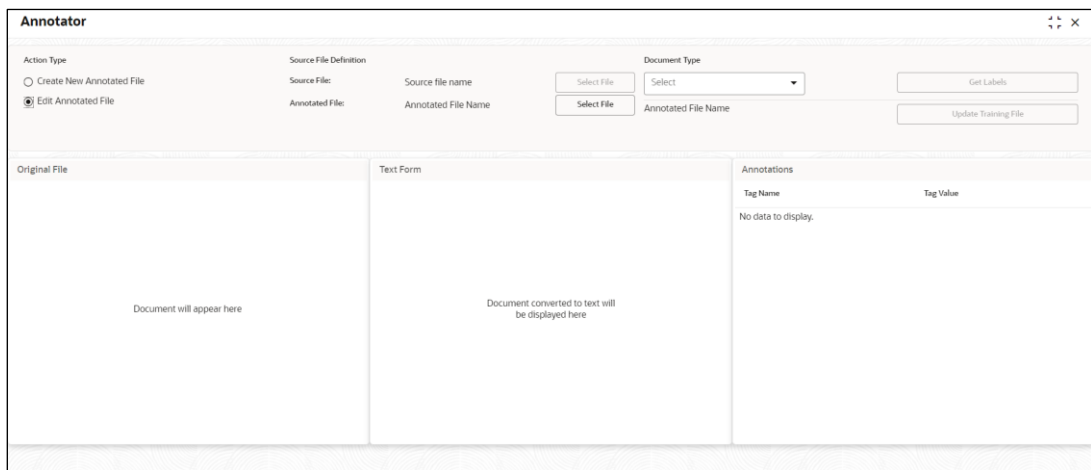 Annotator
Action Type
Source File Definition
Document Type
Create New Annotated File
Source File:
Source file name
Select File
Select
Get Labels
Edit Annotated File
Annotated File:
Annotated File Name
Select File
Annotated File Name
Update Training File
Original File
Text Form
Annotations
Tag Name
Tag Value
No data to display.
Document will appear here
Document converted to text will
be displayed here